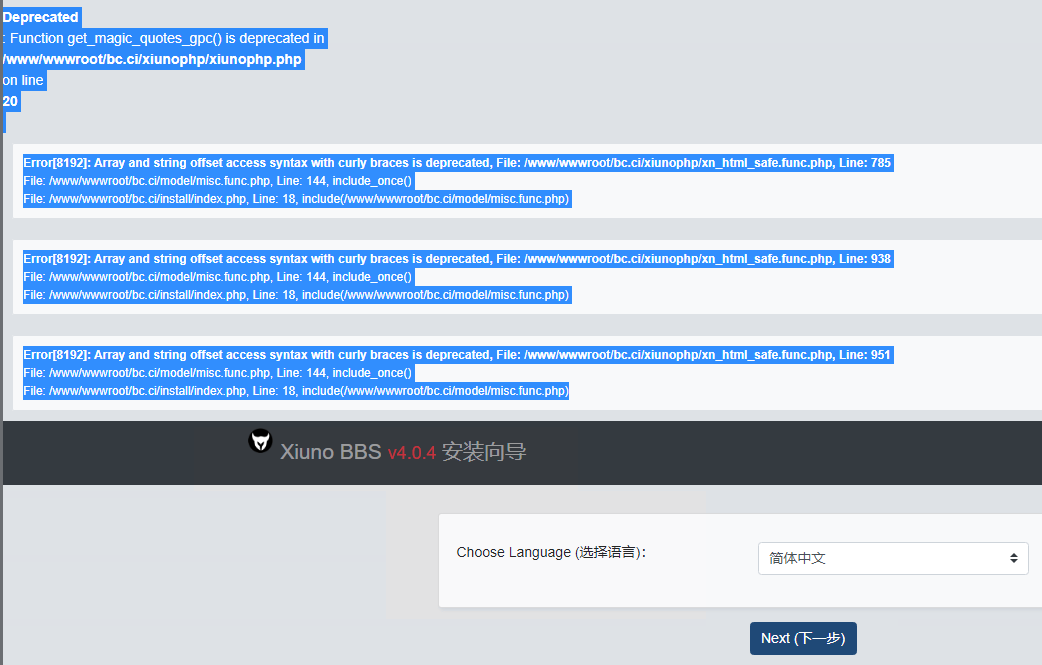 Deprecated
: Function get_magic_quotes_gpc() is deprecated in
/www/wwwroot/bc.ci/xiunophp/xiunophp.php
on line
20
Error[8192]: Array and string offset access syntax with curly braces is deprecated, File: /www/wwwroot/bc.ci/xiunophp/xn_html_safe.func.php, Line: 785
File: /www/wwwroot/bc.ci/model/misc.func.php, Line: 144, include_once()
File: /www/wwwroot/bc.ci/install/index.php, Line: 18, include(/www/wwwroot/bc.ci/model/misc.func.php)
Error[8192]: Array and string offset access syntax with curly braces is deprecated, File: /www/wwwroot/bc.ci/xiunophp/xn_html_safe.func.php, Line: 938
File: /www/wwwroot/bc.ci/model/misc.func.php, Line: 144, include_once()
File: /www/wwwroot/bc.ci/install/index.php, Line: 18, include(/www/wwwroot/bc.ci/model/misc.func.php)
Error[8192]: Array and string offset access syntax with curly braces is deprecated, File: /www/wwwroot/bc.ci/xiunophp/xn_html_safe.func.php, Line: 951
File: /www/wwwroot/bc.ci/model/misc.func.php, Line: 144, include_once()
File: /www/wwwroot/bc.ci/install/index.php, Line: 18, include(/www/wwwroot/bc.ci/model/misc.func.php)
Xiuno BBS v4.0.4 安装向导
Choose Language (选择语言):
简体中文
Next (下一步)